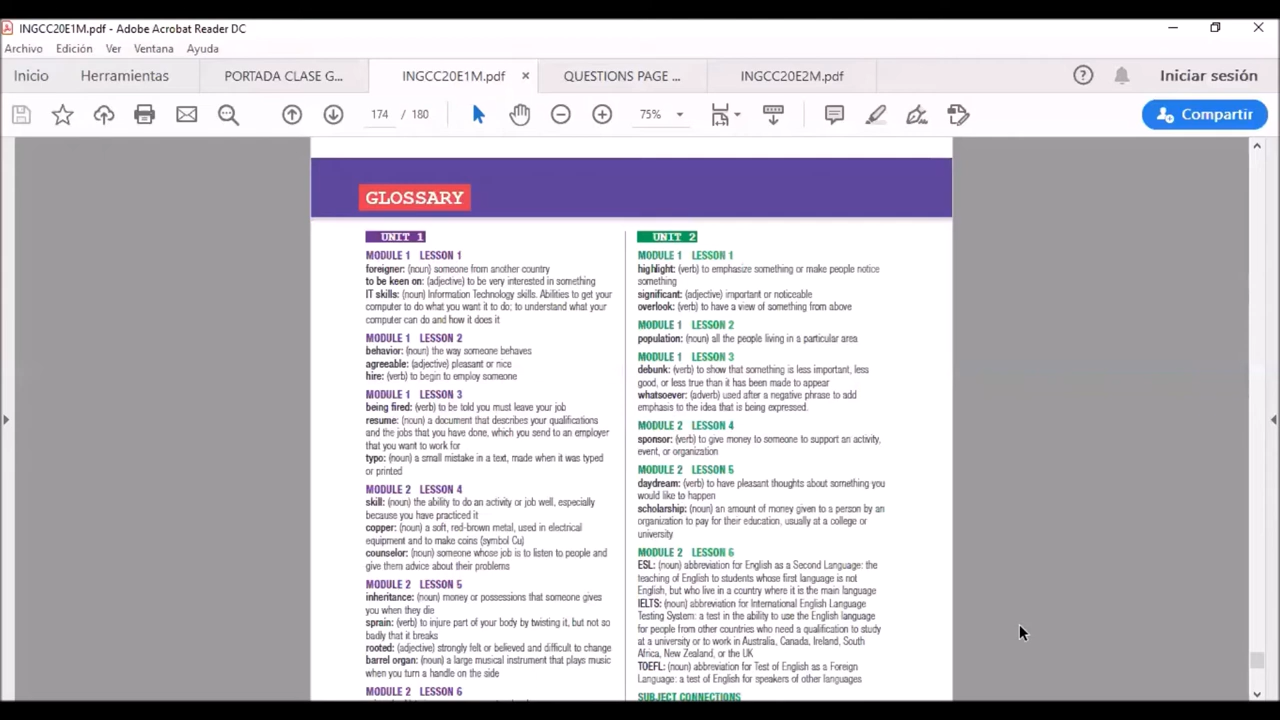 INGCC20E1M.pdf - Adobe Acrobat Reader DC
Archivo Edición Ver Ventana Ayuda
Inicio Herramientas PORTADA CLASE G... INGCC20E1M.pdf × QUESTIONS PAGE ... INGCC20E2M.pdf Iniciar sesión
174 / 180 75% Compartir
GLOSSARY
UNIT 1
MODULE 1 LESSON 1
foreigner: (noun) someone from another country
to be keen on: (adjective) to be very interested in something
IT skills: (noun) Information Technology skills. Abilities to get your
computer to do what you want it to do; to understand what your
computer can do and how it does it
MODULE 1 LESSON 2
behavior: (noun) the way someone behaves
agreeable: (adjective) pleasant or nice
hire: (verb) to begin to employ someone
MODULE 1 LESSON 3
being fired: (verb) to be told you must leave your job
resume: (noun) a document that describes your qualifications
and the jobs that you have done, which you send to an employer
that you want to work for
typo: (noun) a small mistake in a text, made when it was typed
or printed
MODULE 2 LESSON 4
skill: (noun) the ability to do an activity or job well, especially
because you have practiced it
copper: (noun) a soft, red-brown metal, used in electrical
equipment and to make coins (symbol Cu)
counselor: (noun) someone whose job is to listen to people and
give them advice about their problems
MODULE 2 LESSON 5
inheritance: (noun) money or possessions that someone gives
you when they die
sprain: (verb) to injure part of your body by twisting it, but not so
badly that it breaks
rooted: (adjective) strongly felt or believed and difficult to change
barrel organ: (noun) a large musical instrument that plays music
when you turn a handle on the side
MODULE 2 LESSON 6
UNIT 2
MODULE 1 LESSON 1
highlight: (verb) to emphasize something or make people notice
something
significant: (adjective) important or noticeable
overlook: (verb) to have a view of something from above
MODULE 1 LESSON 2
population: (noun) all the people living in a particular area
MODULE 1 LESSON 3
debunk: (verb) to show that something is less important, less
good, or less true than it has been made to appear
whatsoever: (adverb) used after a negative phrase to add
emphasis to the idea that is being expressed.
MODULE 2 LESSON 4
sponsor: (verb) to give money to someone to support an activity,
event, or organization
MODULE 2 LESSON 5
daydream: (verb) to have pleasant thoughts about something you
would like to happen
scholarship: (noun) an amount of money given to a person by an
organization to pay for their education, usually at a college or
university
MODULE 2 LESSON 6
ESL: (noun) abbreviation for English as a Second Language: the
teaching of English to students whose first language is not
English, but who live in a country where it is the main language
IELTS: (noun) abbreviation for International English Language
Testing System: a test in the ability to use the English language
for people from other countries who need a qualification to study
at a university or to work in Australia, Canada, Ireland, South
Africa, New Zealand, or the UK
TOEFL: (noun) abbreviation for Test of English as a Foreign
Language: a test of English for speakers of other languages
SUBJECT CONNECTIONS